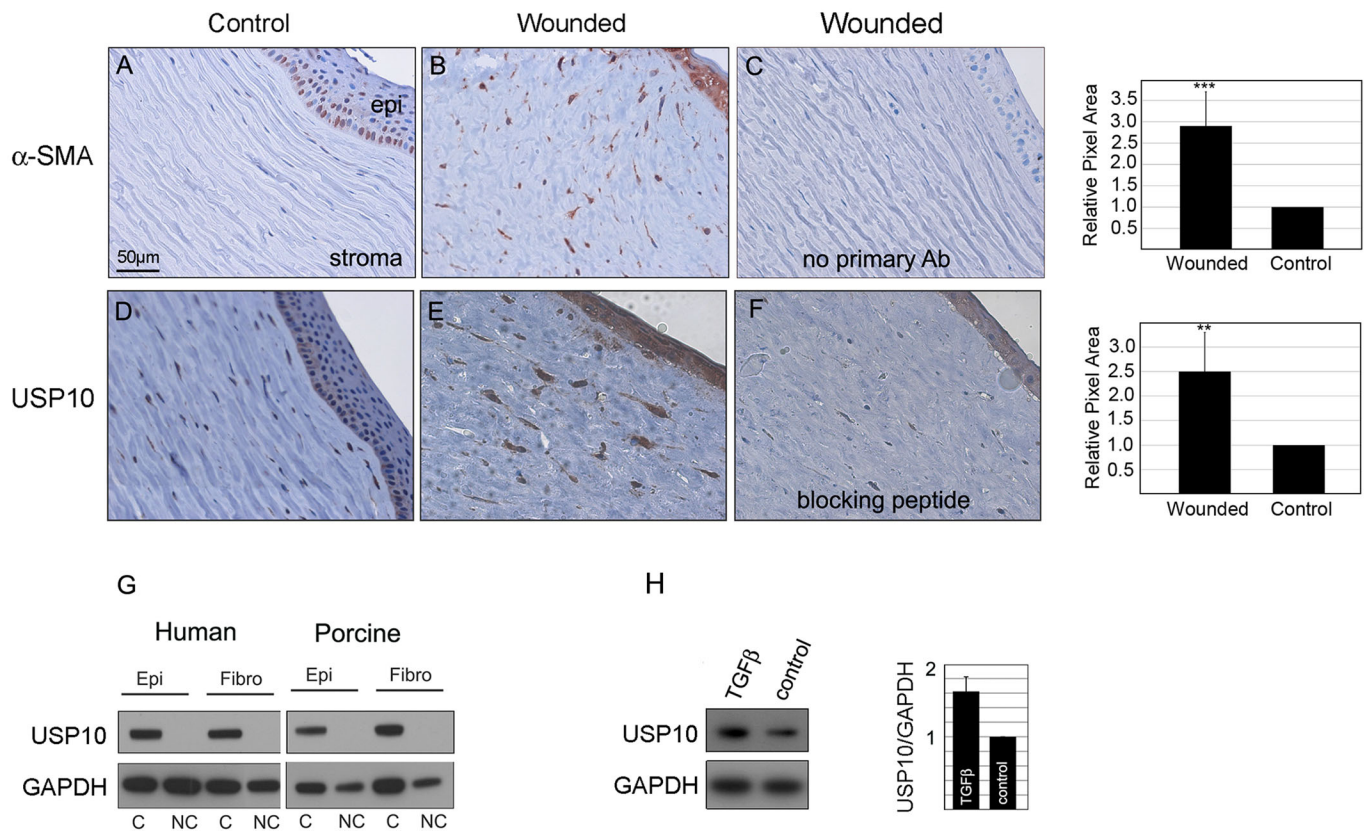 Control Wounded Wounded
α-SMA
A
epi
50µm
stroma
B
C
no primary Ab
Relative Pixel Area
3.5
3.0
2.5
2.0
1.5
1.0
0.5
***
Wounded Control
USP10
D
E
F
blocking peptide
Relative Pixel Area
3.0
2.5
2.0
1.5
1.0
0.5
**
Wounded Control
G
Human Porcine
Epi Fibro Epi Fibro
USP10
GAPDH
C NC C NC C NC C NC
H
TGFβ control
USP10
GAPDH
USP10/GAPDH
2
1
TGFβ
control